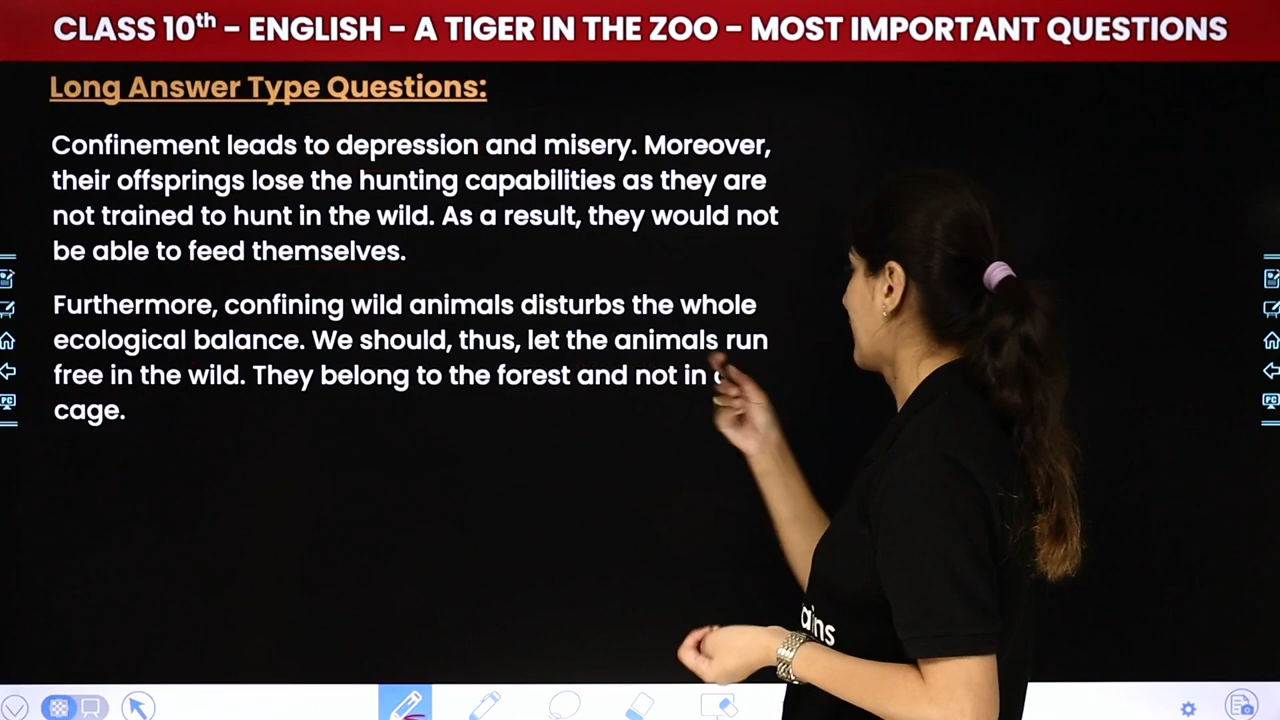 CLASS 10th - ENGLISH - A TIGER IN THE ZOO - MOST IMPORTANT QUESTIONS
Long Answer Type Questions:
Confinement leads to depression and misery. Moreover,
their offsprings lose the hunting capabilities as they are
not trained to hunt in the wild. As a result, they would not
be able to feed themselves.
Furthermore, confining wild animals disturbs the whole
ecological balance. We should, thus, let the animals run
free in the wild. They belong to the forest and not in
cage.
PC
PC